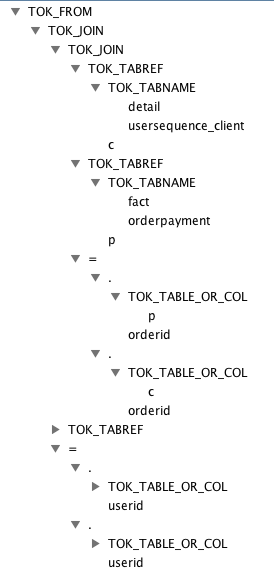 TOK_FROM
TOK_JOIN
TOK_JOIN
TOK_TABREF
TOK_TABNAME
detail
usersequence_client
c
TOK_TABREF
TOK_TABNAME
fact
orderpayment
p
=
.
TOK_TABLE_OR_COL
p
orderid
.
TOK_TABLE_OR_COL
c
orderid
TOK_TABREF
=
.
TOK_TABLE_OR_COL
userid
.
TOK_TABLE_OR_COL
userid